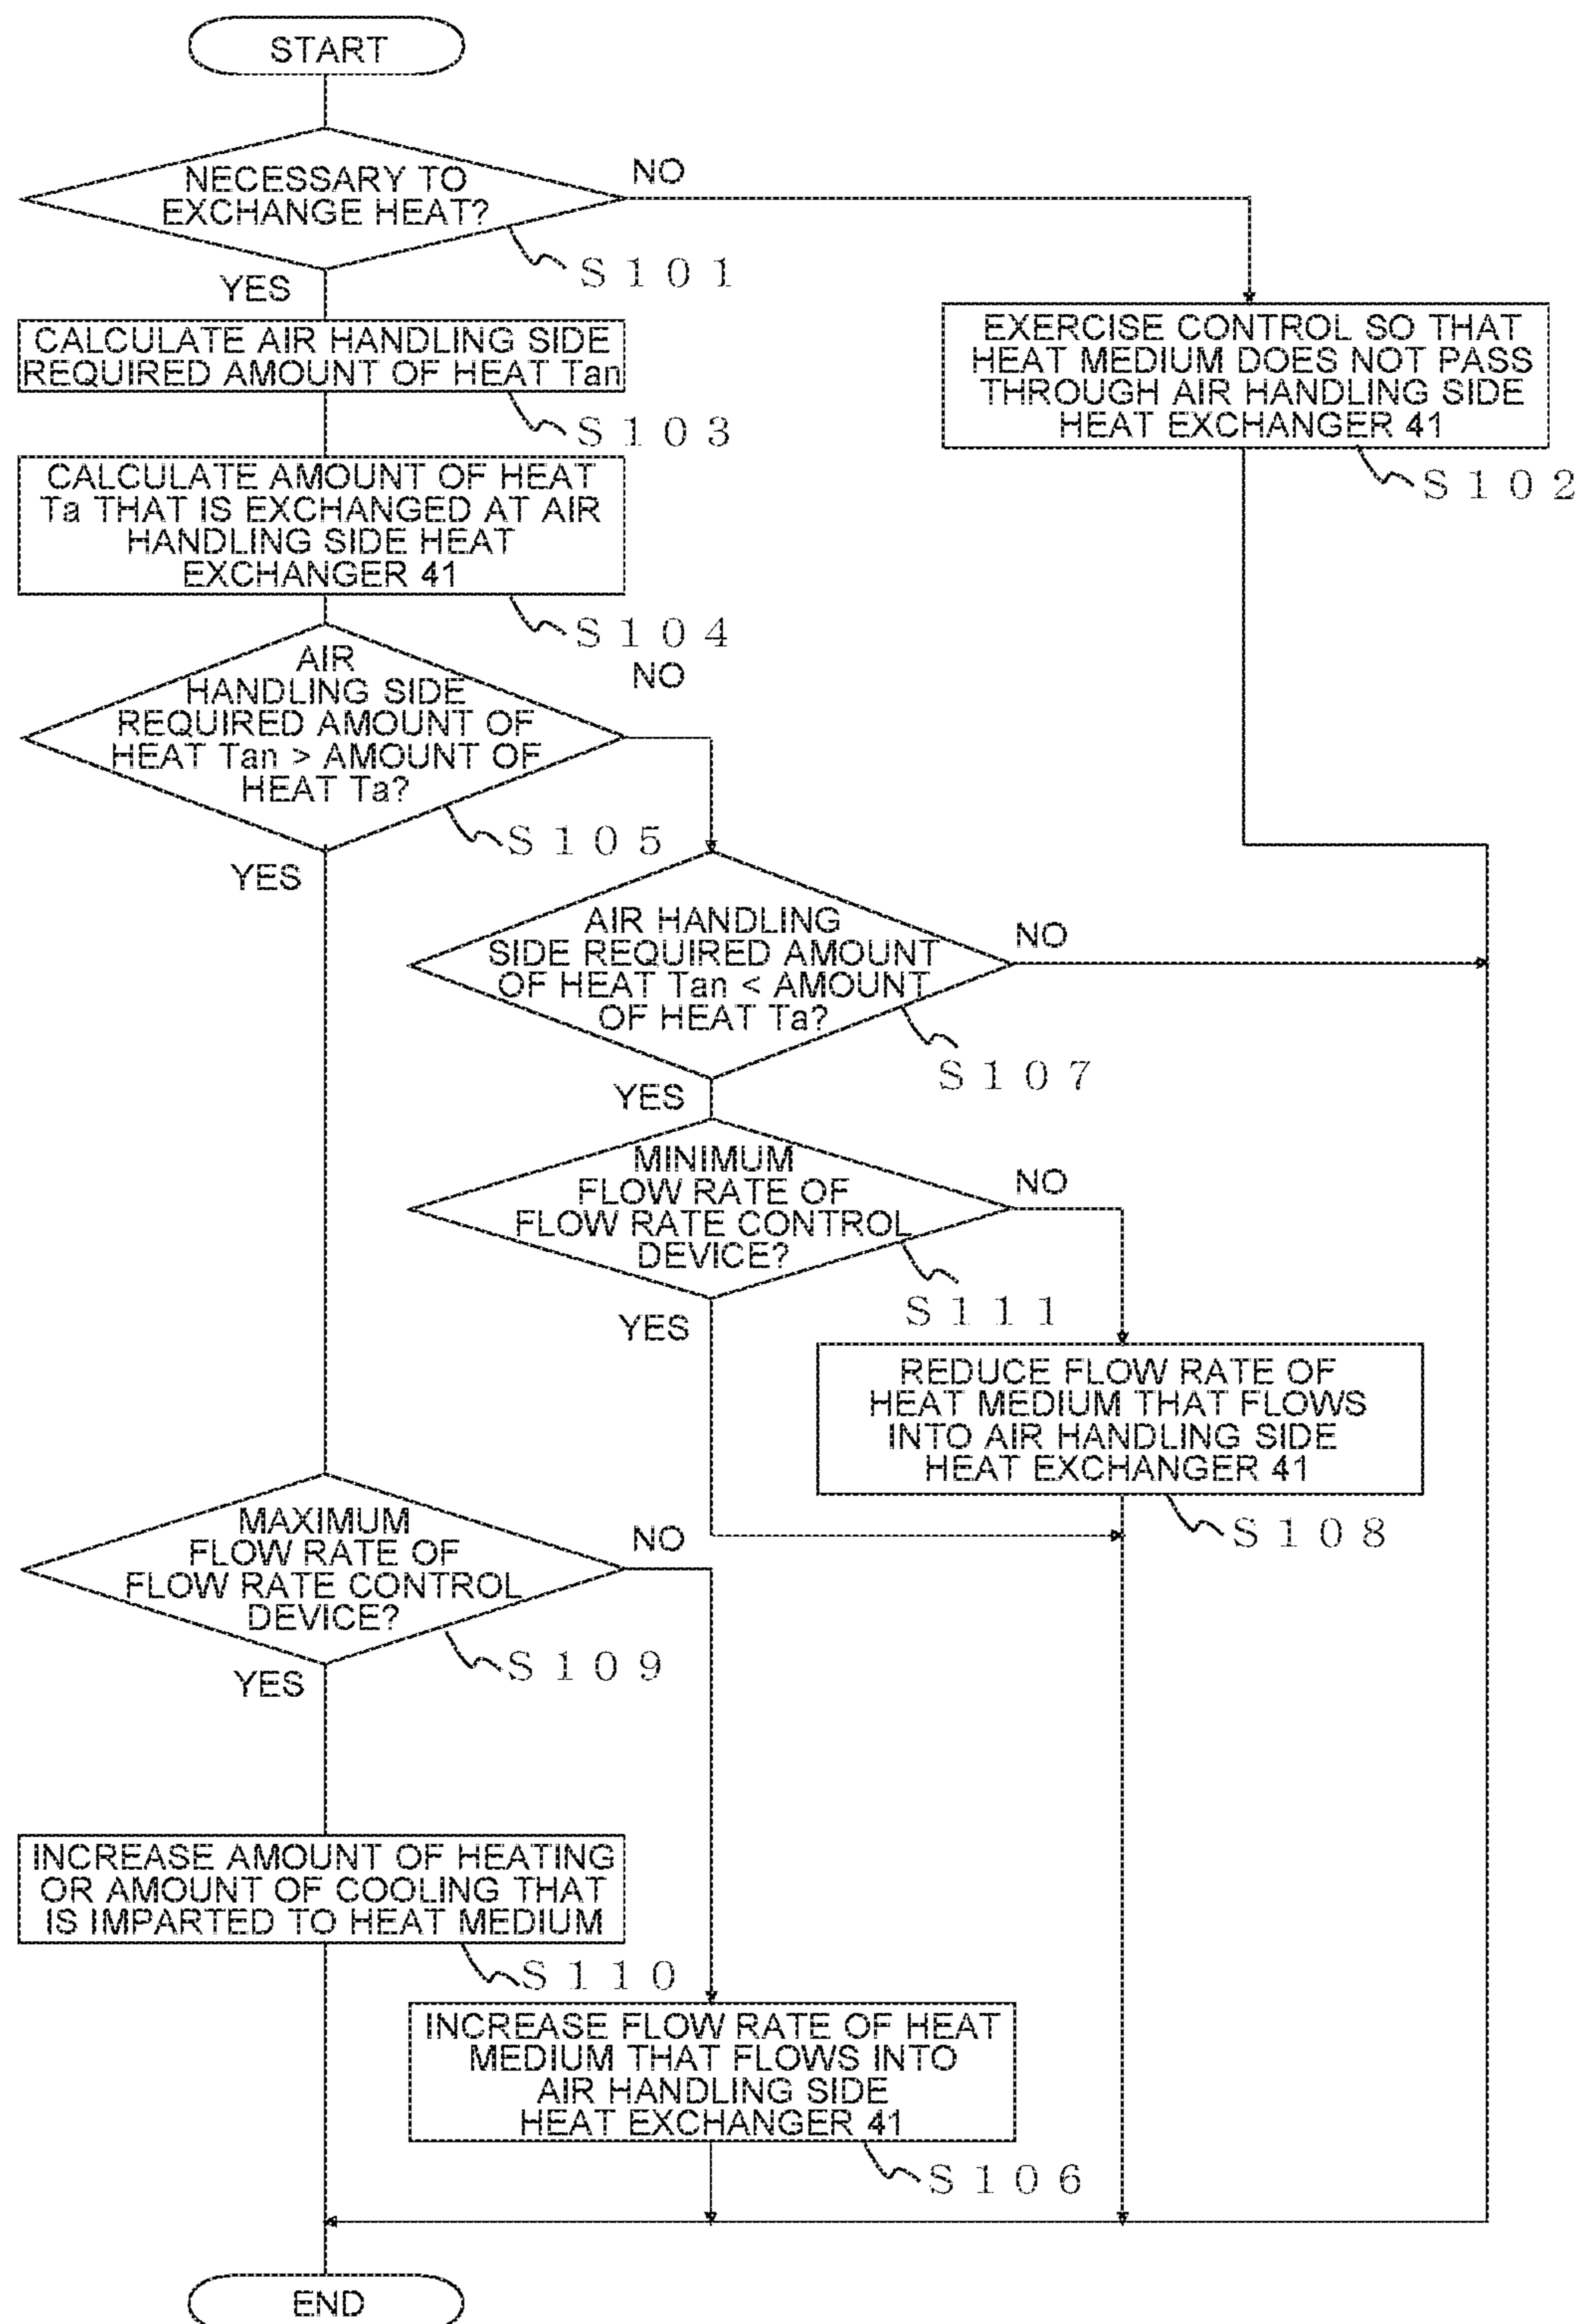 START
NECESSARY TO
EXCHANGE HEAT?
NO
S101
YES
EXERCISE CONTROL SO THAT
HEAT MEDIUM DOES NOT PASS
THROUGH AIR HANDLING SIDE
HEAT EXCHANGER 41
S102
CALCULATE AIR HANDLING SIDE
REQUIRED AMOUNT OF HEAT Tan
S103
CALCULATE AMOUNT OF HEAT
Ta THAT IS EXCHANGED AT AIR
HANDLING SIDE HEAT
EXCHANGER 41
S104
AIR
HANDLING SIDE
REQUIRED AMOUNT OF
HEAT Tan > AMOUNT OF
HEAT Ta?
NO
S105
YES
AIR HANDLING
SIDE REQUIRED AMOUNT
OF HEAT Tan < AMOUNT
OF HEAT Ta?
NO
S107
YES
MINIMUM
FLOW RATE OF
FLOW RATE CONTROL
DEVICE?
NO
S111
YES
REDUCE FLOW RATE OF
HEAT MEDIUM THAT FLOWS
INTO AIR HANDLING SIDE
HEAT EXCHANGER 41
S108
MAXIMUM
FLOW RATE OF
FLOW RATE CONTROL
DEVICE?
NO
S109
YES
INCREASE AMOUNT OF HEATING
OR AMOUNT OF COOLING THAT
IS IMPARTED TO HEAT MEDIUM
S110
INCREASE FLOW RATE OF HEAT
MEDIUM THAT FLOWS INTO
AIR HANDLING SIDE
HEAT EXCHANGER 41
S106
END